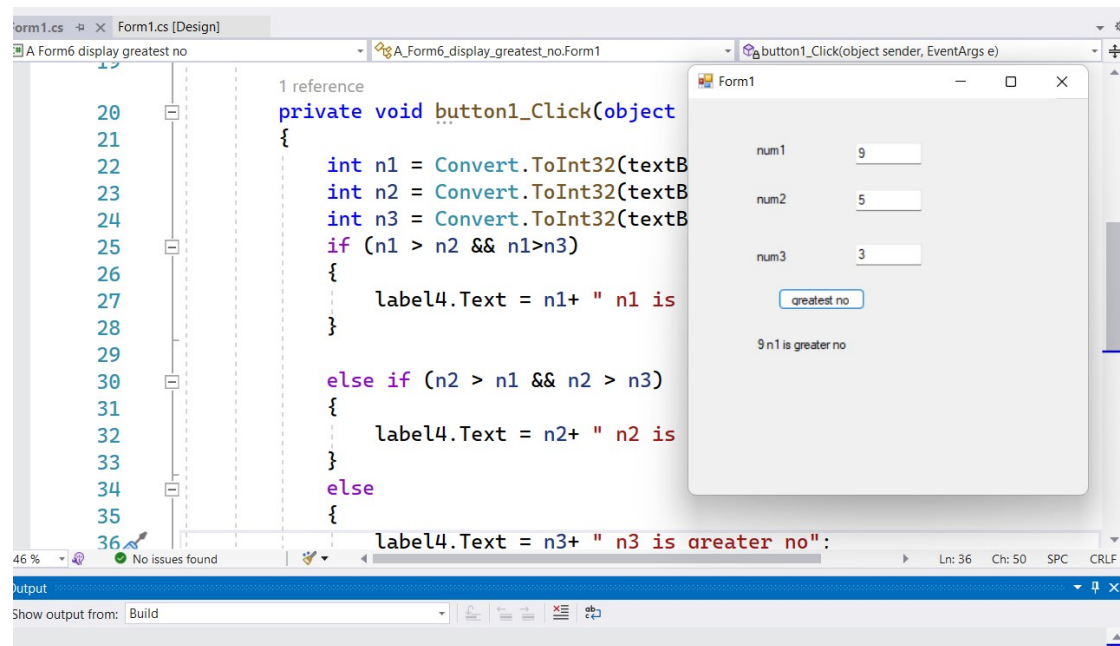 Form1.cs Form1.cs [Design]
A Form6 display greatest no A_Form6_display_greatest_no.Form1 button1_Click(object sender, EventArgs e)
19
1 reference
20 private void button1_Click(object
21 {
22 int n1 = Convert.ToInt32(textB
23 int n2 = Convert.ToInt32(textB
24 int n3 = Convert.ToInt32(textB
25 if (n1 > n2 && n1>n3)
26 {
27 label4.Text = n1+ " n1 is
28 }
29
30 else if (n2 > n1 && n2 > n3)
31 {
32 label4.Text = n2+ " n2 is
33 }
34 else
35 {
36 label4.Text = n3+ " n3 is greater no";
Form1
num1 9
num2 5
num3 3
greatest no
9 n1 is greater no
46 % No issues found Ln: 36 Ch: 50 SPC CRLF
Output
Show output from: Build